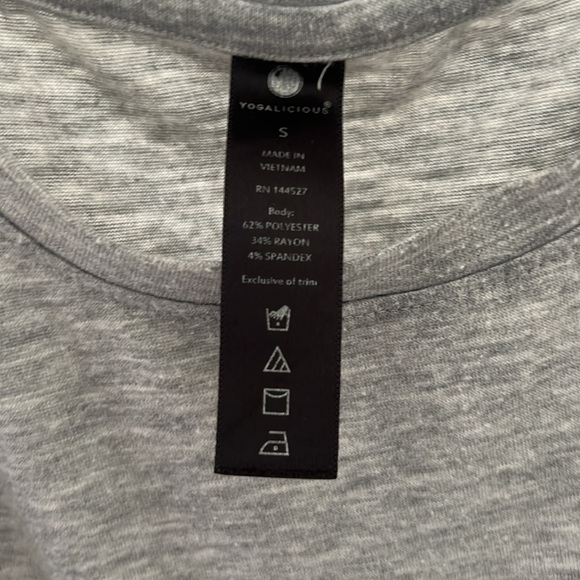 YOGALICIOUS®
S
MADE IN
VIETNAM
RN 144527
Body:
62% POLYESTER
34% RAYON
4% SPANDEX
Exclusive of trim